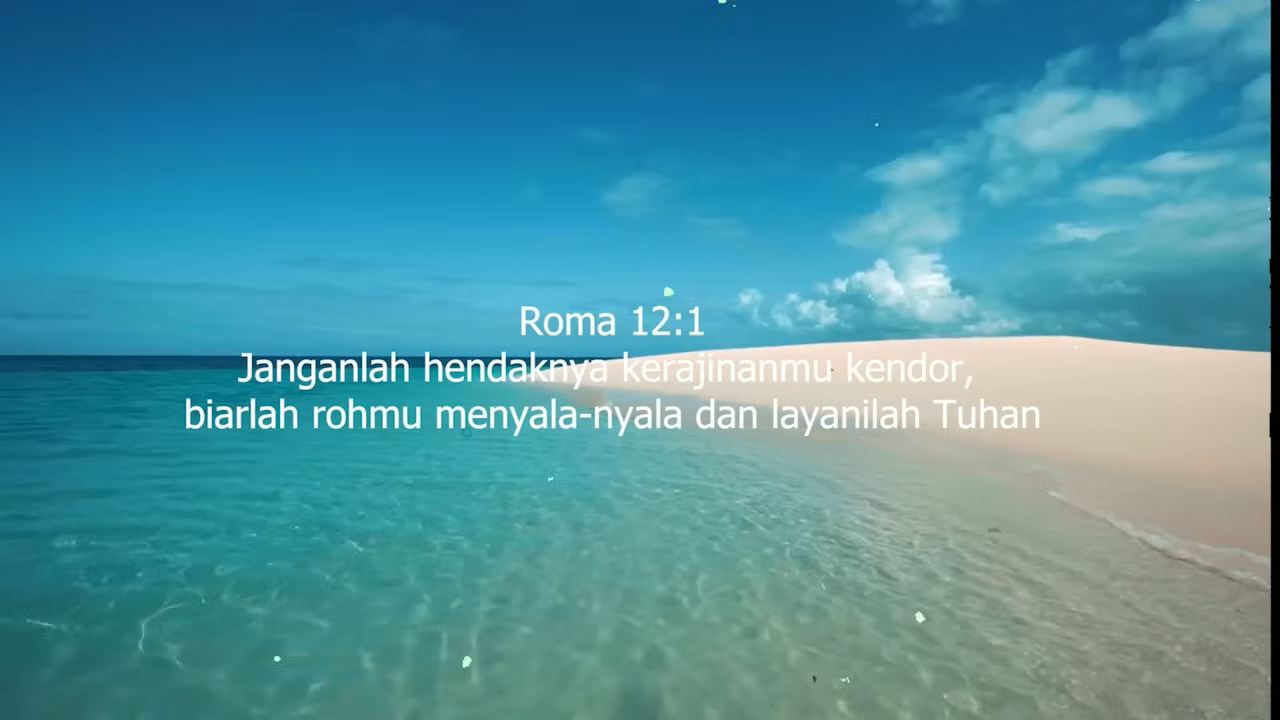 Roma 12:1
Janganlah hendaknya kerajinanmu kendor,
biarlah rohmu menyala-nyala dan layanilah Tuhan